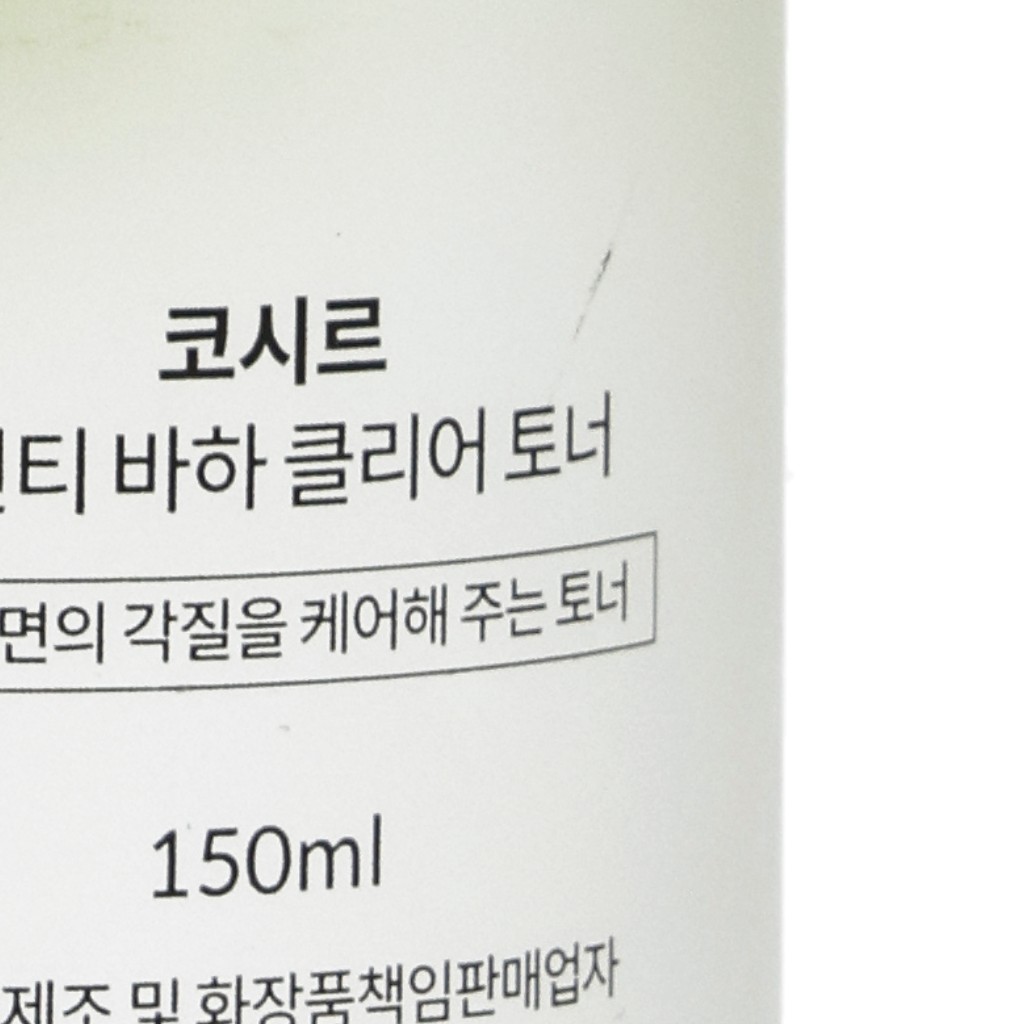 코시르
티 바하 클리어 토너
면의 각질을 케어해 주는 토너
150ml
제조 및 화장품책임판매업자